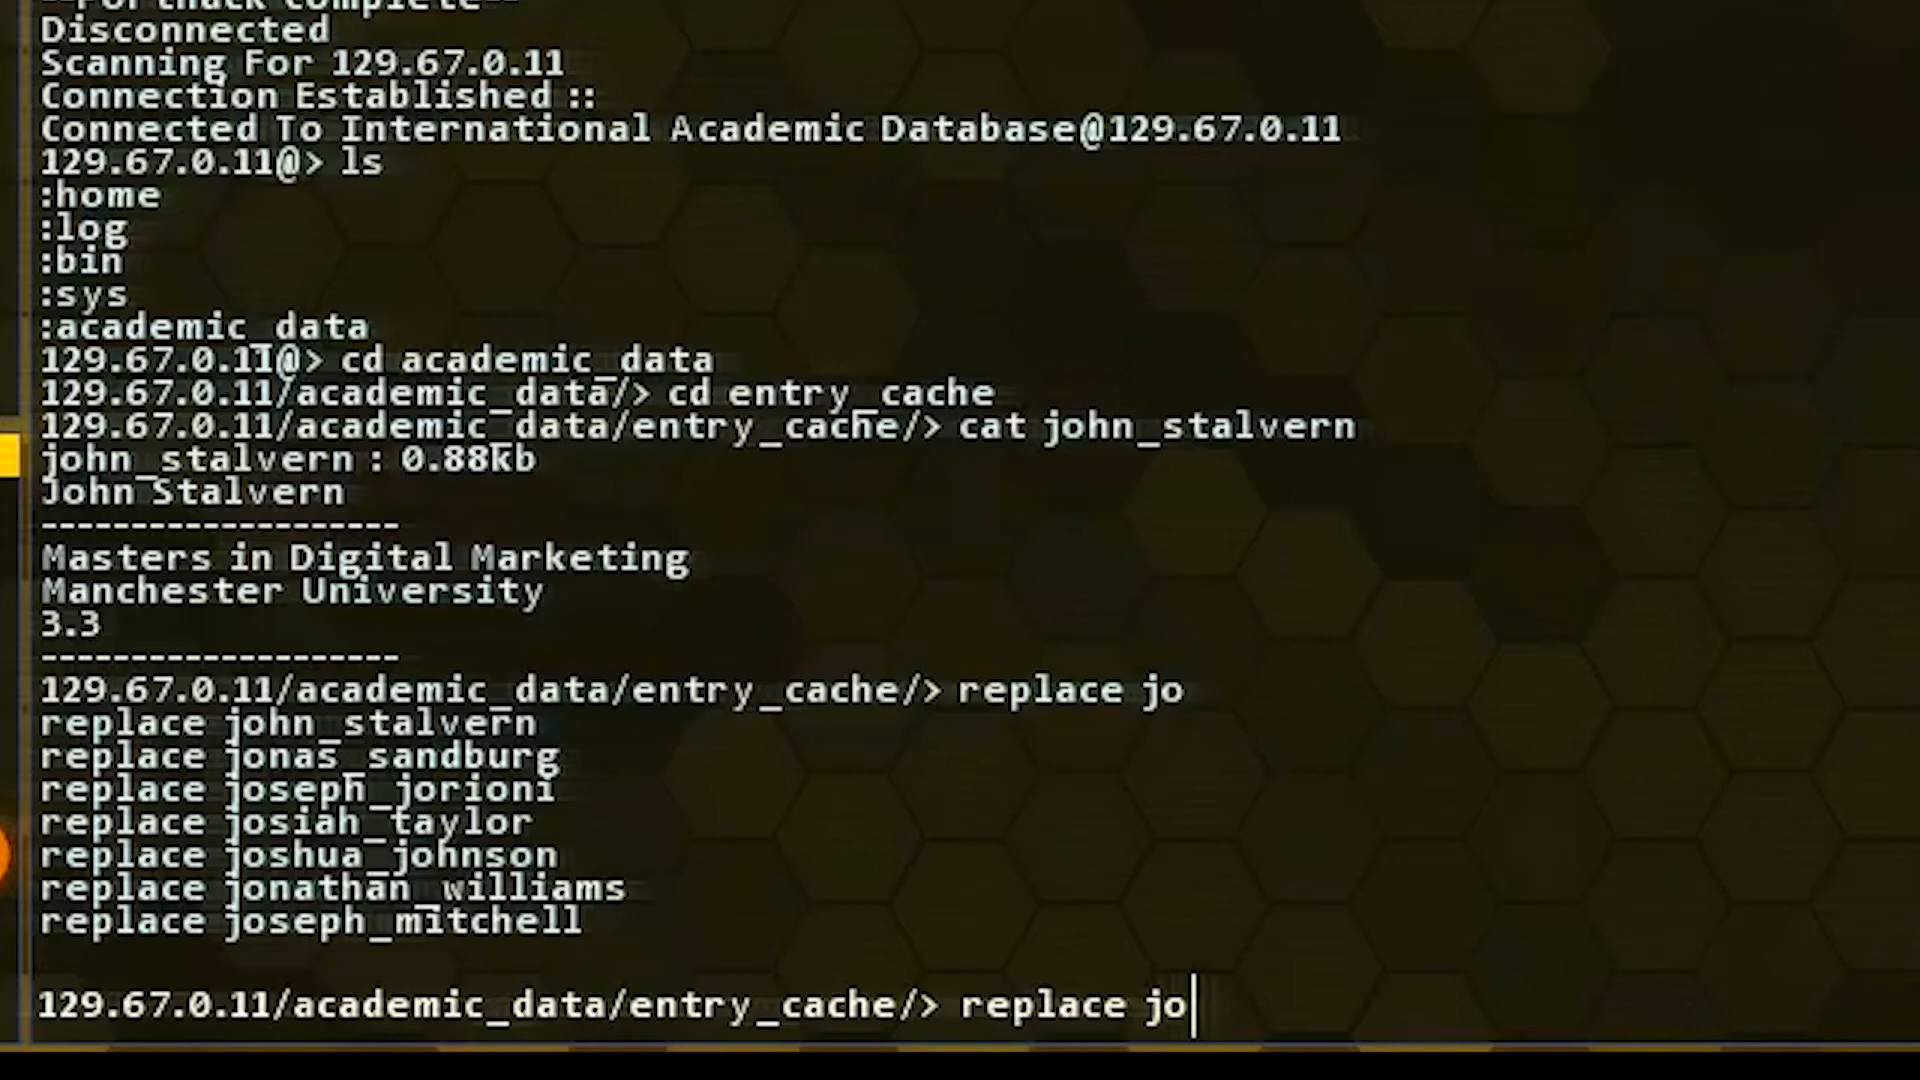 --Porthack Complete--
Disconnected
Scanning For 129.67.0.11
Connection Established ::
Connected To International Academic Database@129.67.0.11
129.67.0.11@> ls
:home
:log
:bin
:sys
:academic_data
129.67.0.11@> cd academic_data
129.67.0.11/academic_data/> cd entry_cache
129.67.0.11/academic_data/entry_cache/> cat john_stalvern
john_stalvern : 0.88kb
John Stalvern
--------------------
Masters in Digital Marketing
Manchester University
3.3
--------------------
129.67.0.11/academic_data/entry_cache/> replace jo
replace john_stalvern
replace jonas_sandburg
replace joseph_jorioni
replace josiah_taylor
replace joshua_johnson
replace jonathan_williams
replace joseph_mitchell
129.67.0.11/academic_data/entry_cache/> replace jo